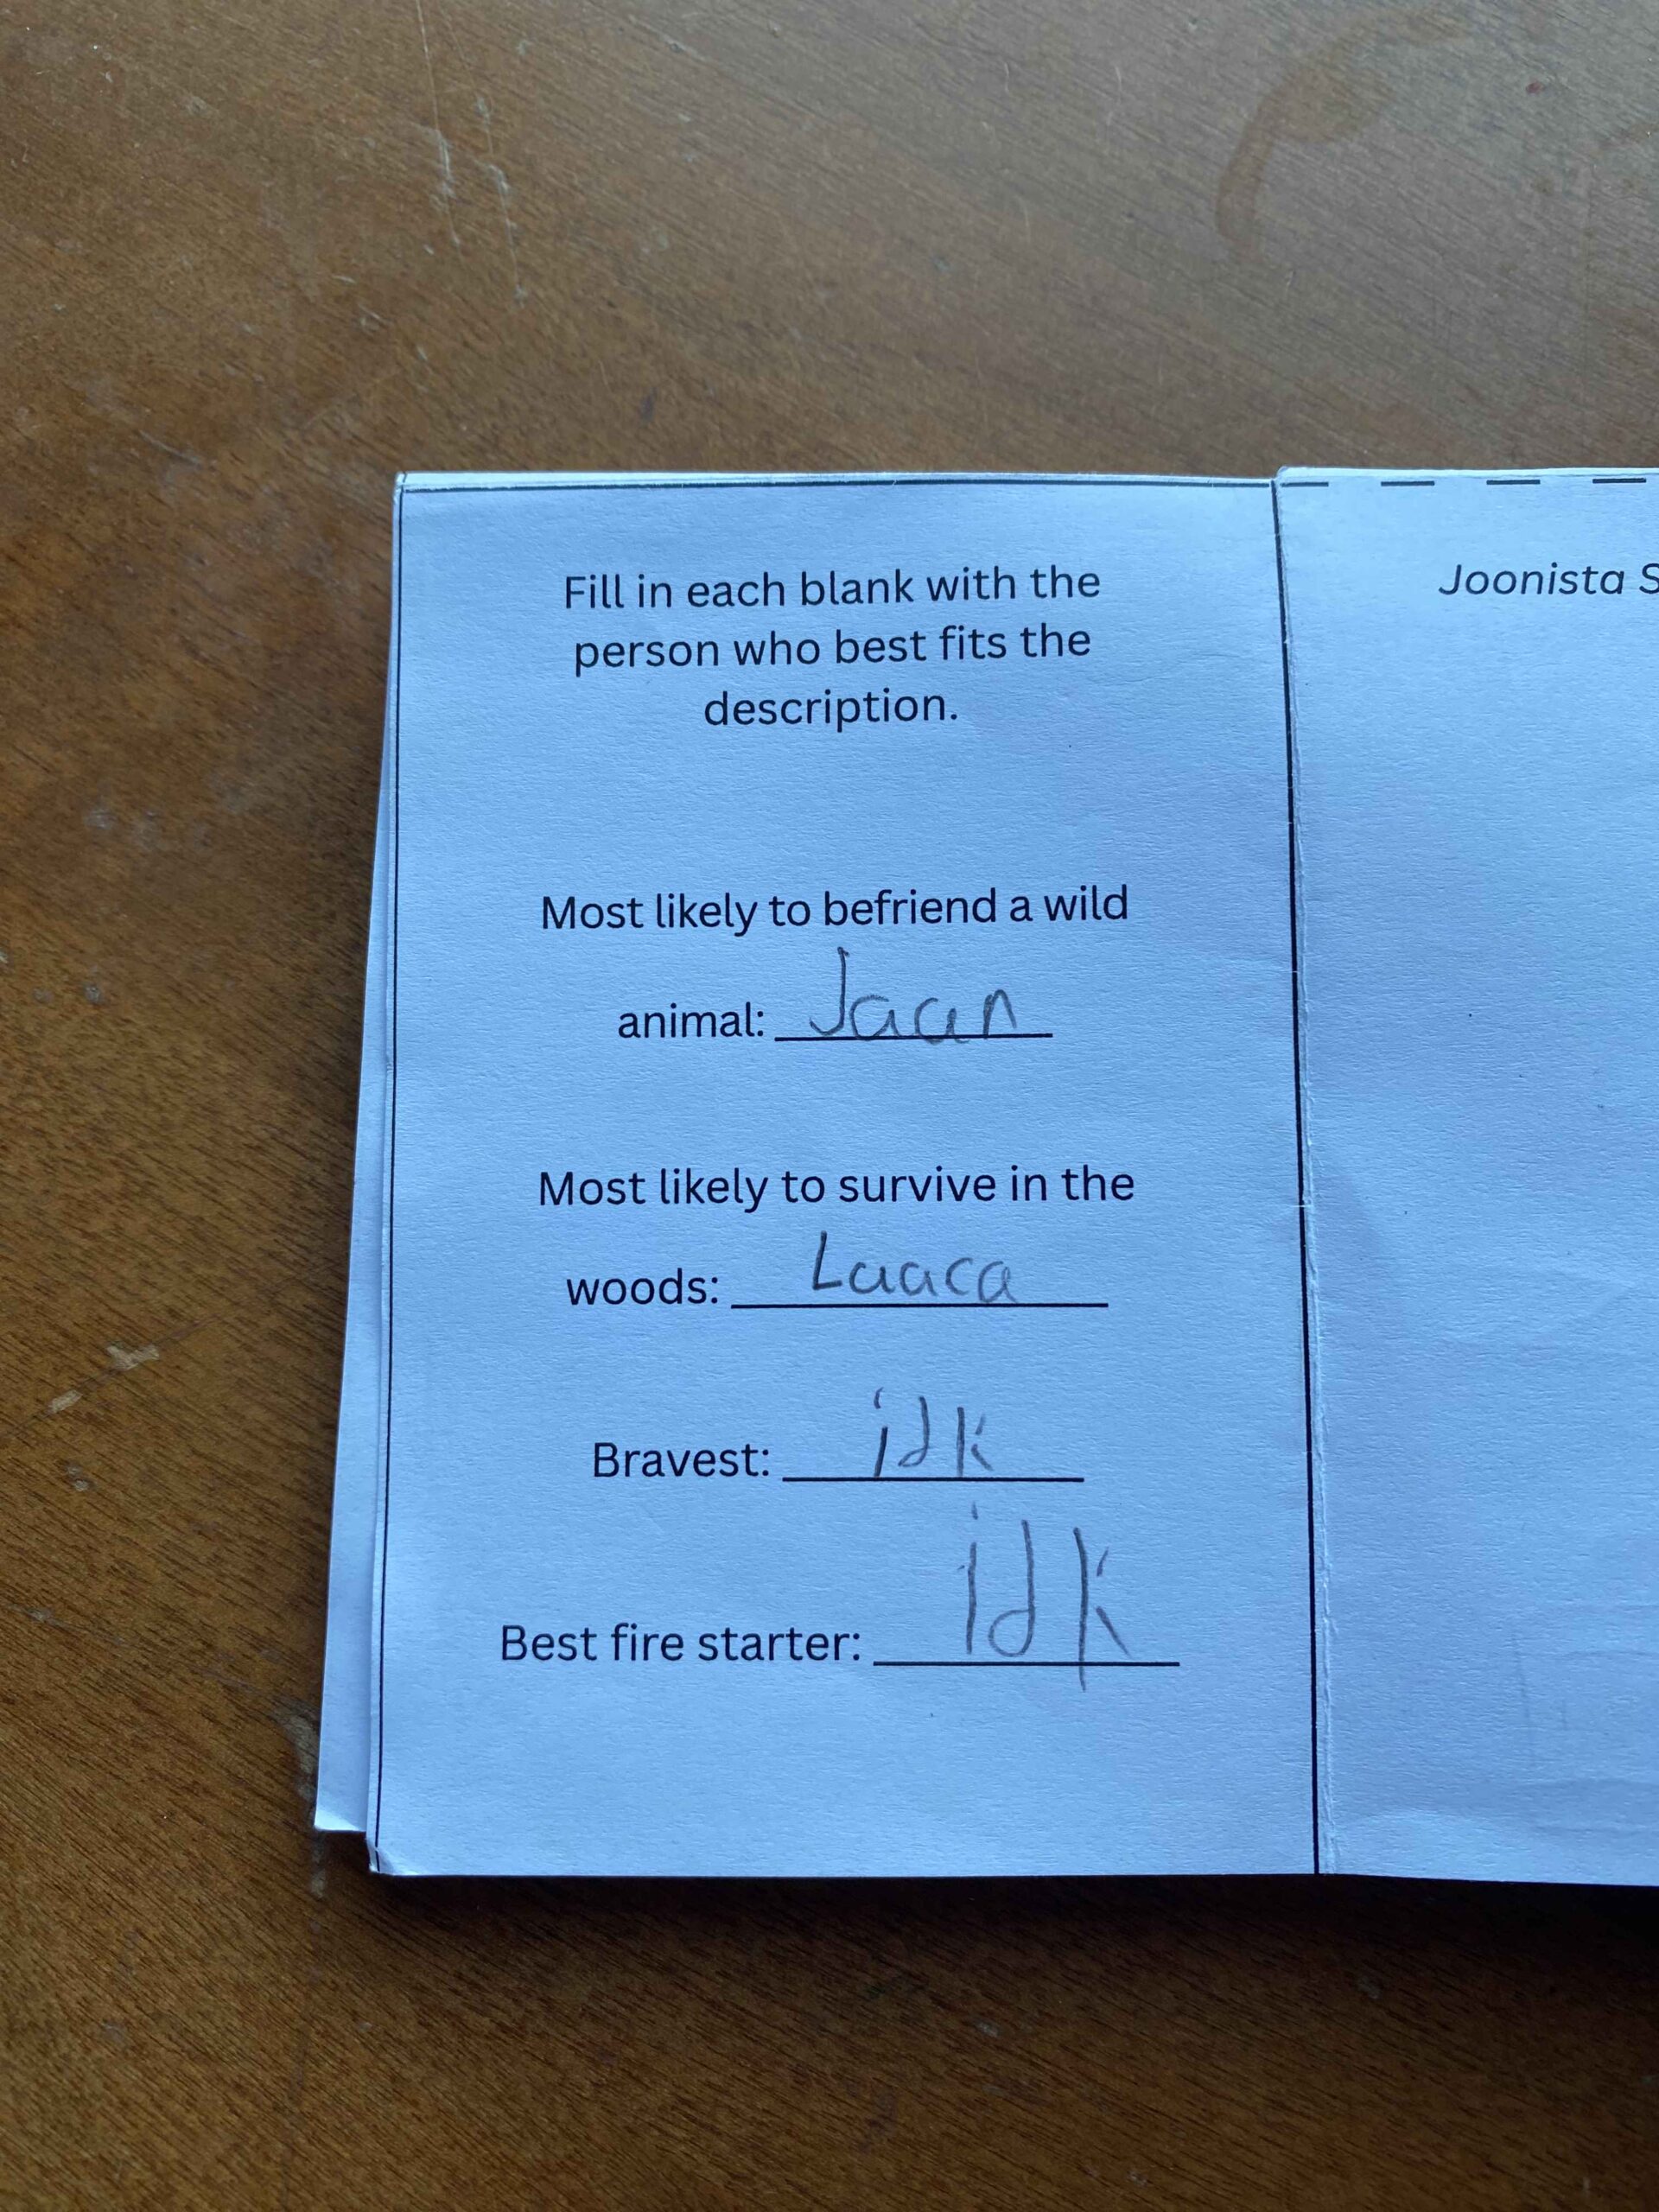 Fill in each blank with the
person who best fits the
description.
Most likely to befriend a wild
animal: Jaan
Most likely to survive in the
woods: Laaca
Bravest: idk
Best fire starter: idk
Joonista S